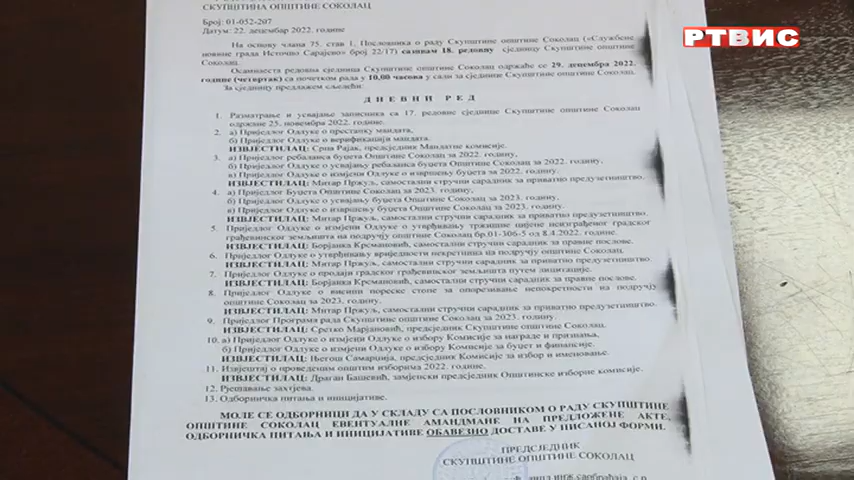 СКУПШТИНА ОПШТИНЕ СОКОЛАЦ
РТВИС
Број: 01-052-207
Датум: 22. децембар 2022. године
На основу члана 75. став 1. Пословника о раду Скупштине општине Соколац («Службене
новине града Источно Сарајево» број 22/17) сазивам 18. редовну сједницу Скупштине општине
Соколац.
Осамнаеста редовна сједница Скупштине општине Соколац одржаће се 29. децембра 2022.
године (четвртак) са почетком рада у 10,00 часова у сали за сједнице Скупштине општине Соколац.
За сједницу предлажем сљедећи:
ДНЕВНИ РЕД
1. Разматрање и усвајање записника са 17. редовне сједнице Скупштине општине Соколац
одржане 25. новембра 2022. године.
2. а) Приједлог Одлуке о престанку мандата,
б) Приједлог Одлуке о верификацији мандата.
ИЗВЈЕСТИЛАЦ: Срна Рајак, предсједник Мандатне комисије.
3. а) Приједлог ребаланса буџета Општине Соколац за 2022. годину,
б) Приједлог Одлуке о усвајању ребаланса буџета Општине Соколац за 2022. годину,
в) Приједлог Одлуке о измјени Одлуке о извршењу буџета за 2022. годину.
ИЗВЈЕСТИЛАЦ: Митар Пржуљ, самостални стручни сарадник за приватно предузетништво.
4. а) Приједлог Буџета Општине Соколац за 2023. годину,
б) Приједлог Одлуке о усвајању буџета Општине Соколац за 2023. годину,
в) Приједлог Одлуке о извршењу буџета Општине Соколац за 2023. годину.
ИЗВЈЕСТИЛАЦ: Митар Пржуљ, самостални стручни сарадник за приватно предузетништво.
5. Приједлог Одлуке о измјени Одлуке о утврђивању тржишне цијене неизграђеног градског
грађевинског земљишта на подручју општине Соколац бр.01-306-5 од 8.4.2022. године.
ИЗВЈЕСТИЛАЦ: Борјанка Крсмановић, самостални стручни сарадник за правне послове.
6. Приједлог Одлуке о утврђивању вриједности некретнина на подручју општине Соколац.
ИЗВЈЕСТИЛАЦ: Митар Пржуљ, самостални стручни сарадник за приватно предузетништво.
7. Приједлог Одлуке о продаји градског грађевинског земљишта путем лицитације.
ИЗВЈЕСТИЛАЦ: Борјанка Крсмановић, самостални стручни сарадник за правне послове.
8. Приједлог Одлуке о висини пореске стопе за опорезивање непокретности на подручју
општине Соколац за 2023. годину.
ИЗВЈЕСТИЛАЦ: Митар Пржуљ, самостални стручни сарадник за приватно предузетништво.
9. Приједлог Програма рада Скупштине општине Соколац за 2023. годину.
ИЗВЈЕСТИЛАЦ: Срезко Марјановић, предсједник Скупштине општине Соколац.
10. а) Приједлог Одлуке о измјени Одлуке о избору Комисије за награде и признања,
б) Приједлог Одлуке о измјени Одлуке о избору Комисије за буџет и финансије.
ИЗВЈЕСТИЛАЦ: Његош Самарџија, предсједник Комисије за избор и именовање.
11. Извјештај о проведеним општим изборима 2022. године.
ИЗВЈЕСТИЛАЦ: Драган Башевић, замјенски предсједник Општинске изборне комисије.
12. Рјешавање захтјева.
13. Одборничка питања и иницијативе.
МОЛЕ СЕ ОДБОРНИЦИ ДА У СКЛАДУ СА ПОСЛОВНИКОМ О РАДУ СКУПШТИНЕ
ОПШТИНЕ СОКОЛАЦ ЕВЕНТУАЛНЕ АМАНДМАНЕ НА ПРЕДЛОЖЕНЕ АКТЕ,
ОДБОРНИЧКА ПИТАЊА И ИНИЦИЈАТИВЕ ОБАВЕЗНО ДОСТАВЕ У ПИСАНОЈ ФОРМИ.
ПРЕДСЈЕДНИК
СКУПШТИНЕ ОПШТИНЕ СОКОЛАЦ